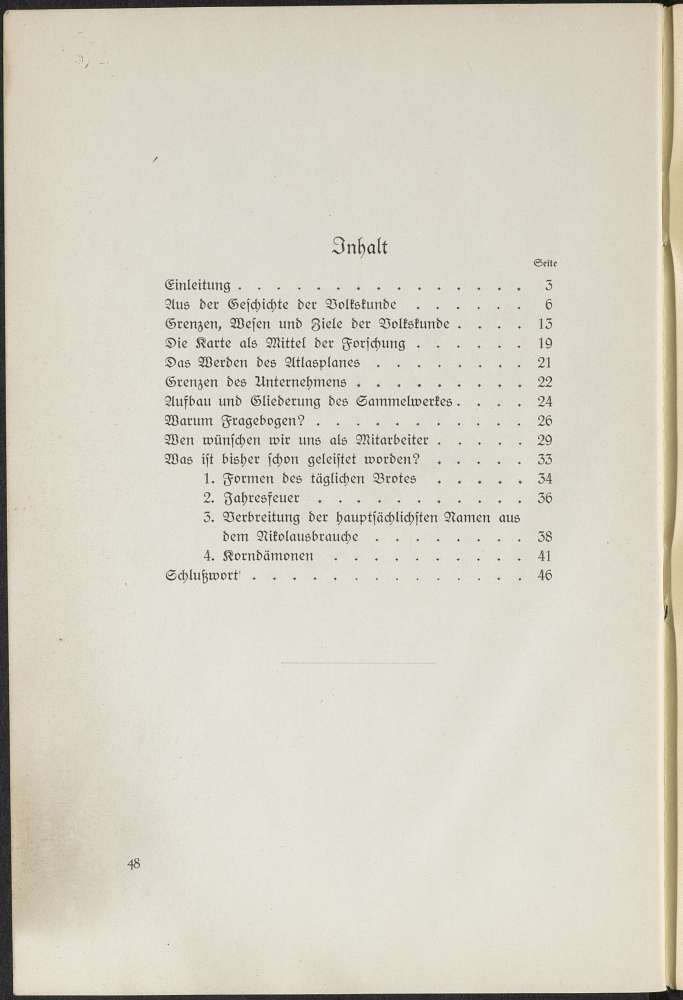 Inhalt
Seite
Einleitung . . . . . . . . . . . . . . . 3
Aus der Geschichte der Volkskunde . . . . . . 6
Grenzen, Wesen und Ziele der Volkskunde . . . . 13
Die Karte als Mittel der Forschung . . . . . . 19
Das Werden des Atlasplanes . . . . . . . . 21
Grenzen des Unternehmens . . . . . . . . . 22
Aufbau und Gliederung des Sammelwerkes . . . . 24
Warum Fragebogen? . . . . . . . . . . . 26
Wen wünschen wir uns als Mitarbeiter . . . . . 29
Was ist bisher schon geleistet worden? . . . . . 33
1. Formen des täglichen Brotes . . . . . 34
2. Jahresfeuer . . . . . . . . . . . 36
3. Verbreitung der hauptsächlichsten Namen aus
dem Nikolausbrauche . . . . . . . . 38
4. Korndämonen . . . . . . . . . . 41
Schlußwort . . . . . . . . . . . . . . 46
48